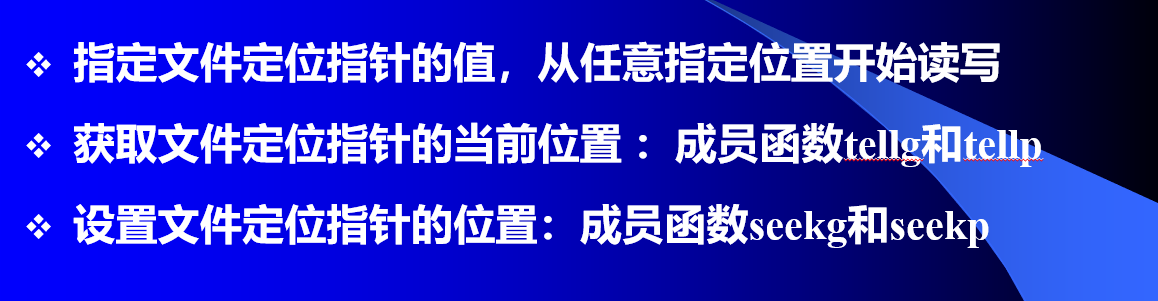 指定文件定位指针的值，从任意指定位置开始读写
获取文件定位指针的当前位置 ：成员函数tellg和tellp
设置文件定位指针的位置：成员函数seekg和seekp